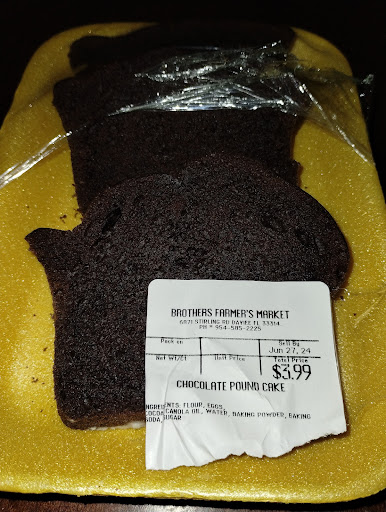 BROTHERS FARMER'S MARKET
6821 STIRLING RD DAVIE FL 33314
PH * 954-585-2225
Pack on Sell By
Jun 27, 24
Net Wt/Ct Unit Price Total Price
$3.99
CHOCOLATE POUND CAKE
INGREDIENTS FLOUR, EGGS
COCOA CANOLA OIL, WATER, BAKING POWDER, BAKING
SODA, SUGAR